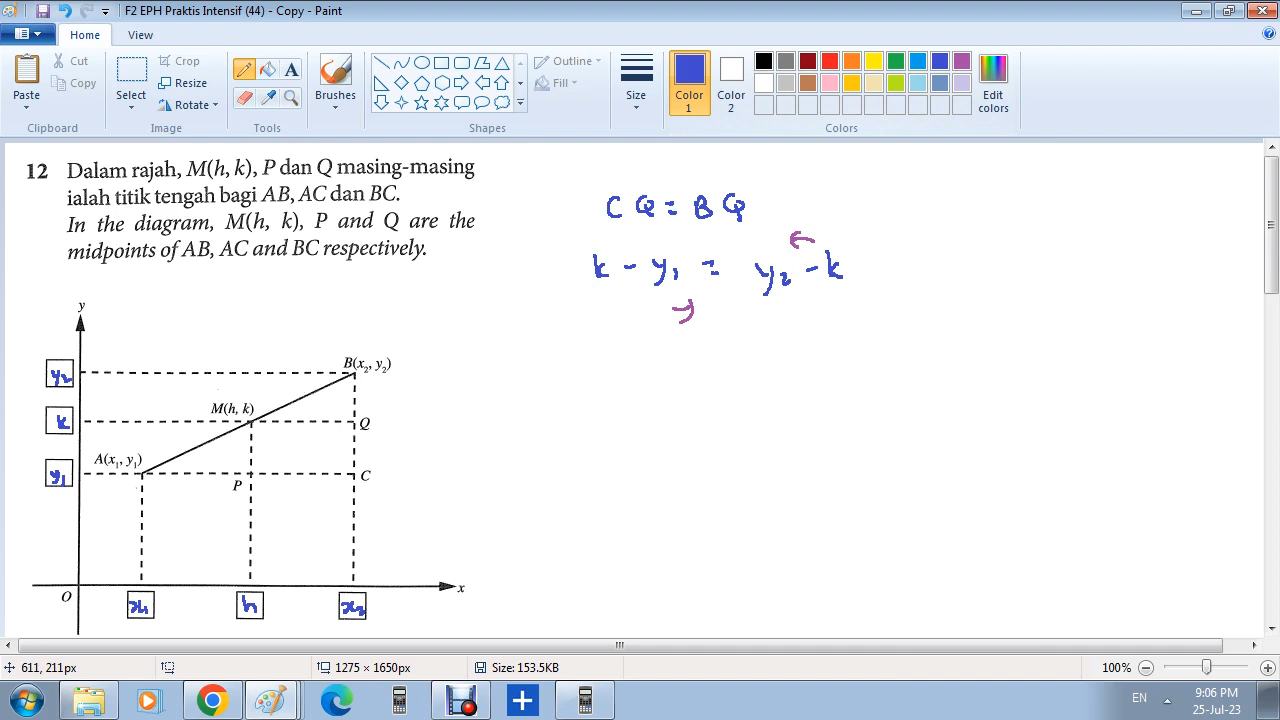 F2 EPH Praktis Intensif (44) - Copy - Paint
Home View
Paste
Cut
Copy
Clipboard
Select
Crop
Resize
Rotate
Image
A
Tools
Brushes
Shapes
Outline
Fill
Size
Color 1
Color 2
Edit colors
Colors
12 Dalam rajah, M(h, k), P dan Q masing-masing
ialah titik tengah bagi AB, AC dan BC.
In the diagram, M(h, k), P and Q are the
midpoints of AB, AC and BC respectively.
CQ = BQ
k - y₁ = y₂ - k
y
y₂
B(x₂, y₂)
k
M(h, k)
Q
y₁
A(x₁, y₁)
P
C
O
x
x₁
h
x₂
611, 211px
1275 × 1650px
Size: 153.5KB
100%
EN
9:06 PM
25-Jul-23